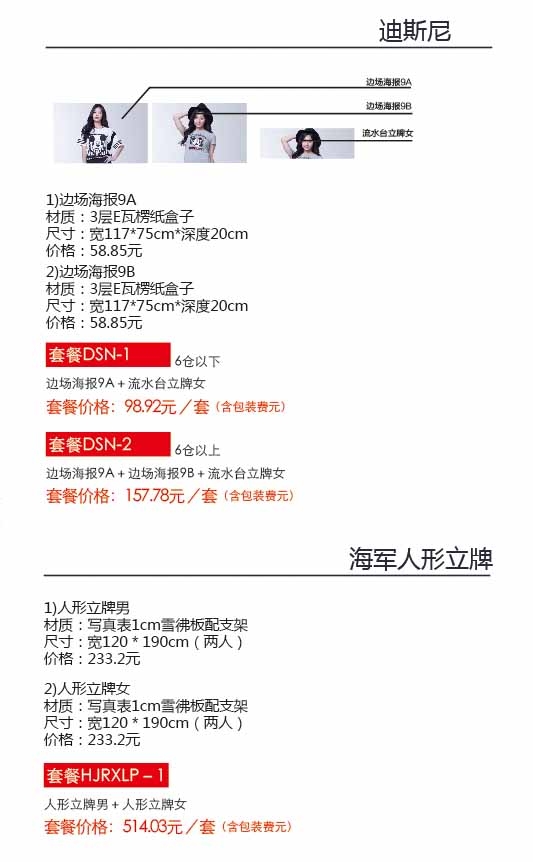 迪斯尼
边场海报9A
边场海报9B
流水台立牌女
1)边场海报9A
材质：3层E瓦楞纸盒子
尺寸：宽117*75cm*深度20cm
价格：58.85元
2)边场海报9B
材质：3层E瓦楞纸盒子
尺寸：宽117*75cm*深度20cm
价格：58.85元
套餐DSN-1 6仓以下
边场海报9A＋流水台立牌女
套餐价格：98.92元／套（含包装费元）
套餐DSN-2 6仓以上
边场海报9A＋边场海报9B＋流水台立牌女
套餐价格：157.78元／套（含包装费元）
海军人形立牌
1)人形立牌男
材质：写真表1cm雪彿板配支架
尺寸：宽120 * 190cm（两人）
价格：233.2元
2)人形立牌女
材质：写真表1cm雪彿板配支架
尺寸：宽120 * 190cm（两人）
价格：233.2元
套餐HJRXLP – 1
人形立牌男＋人形立牌女
套餐价格：514.03元／套（含包装费元）